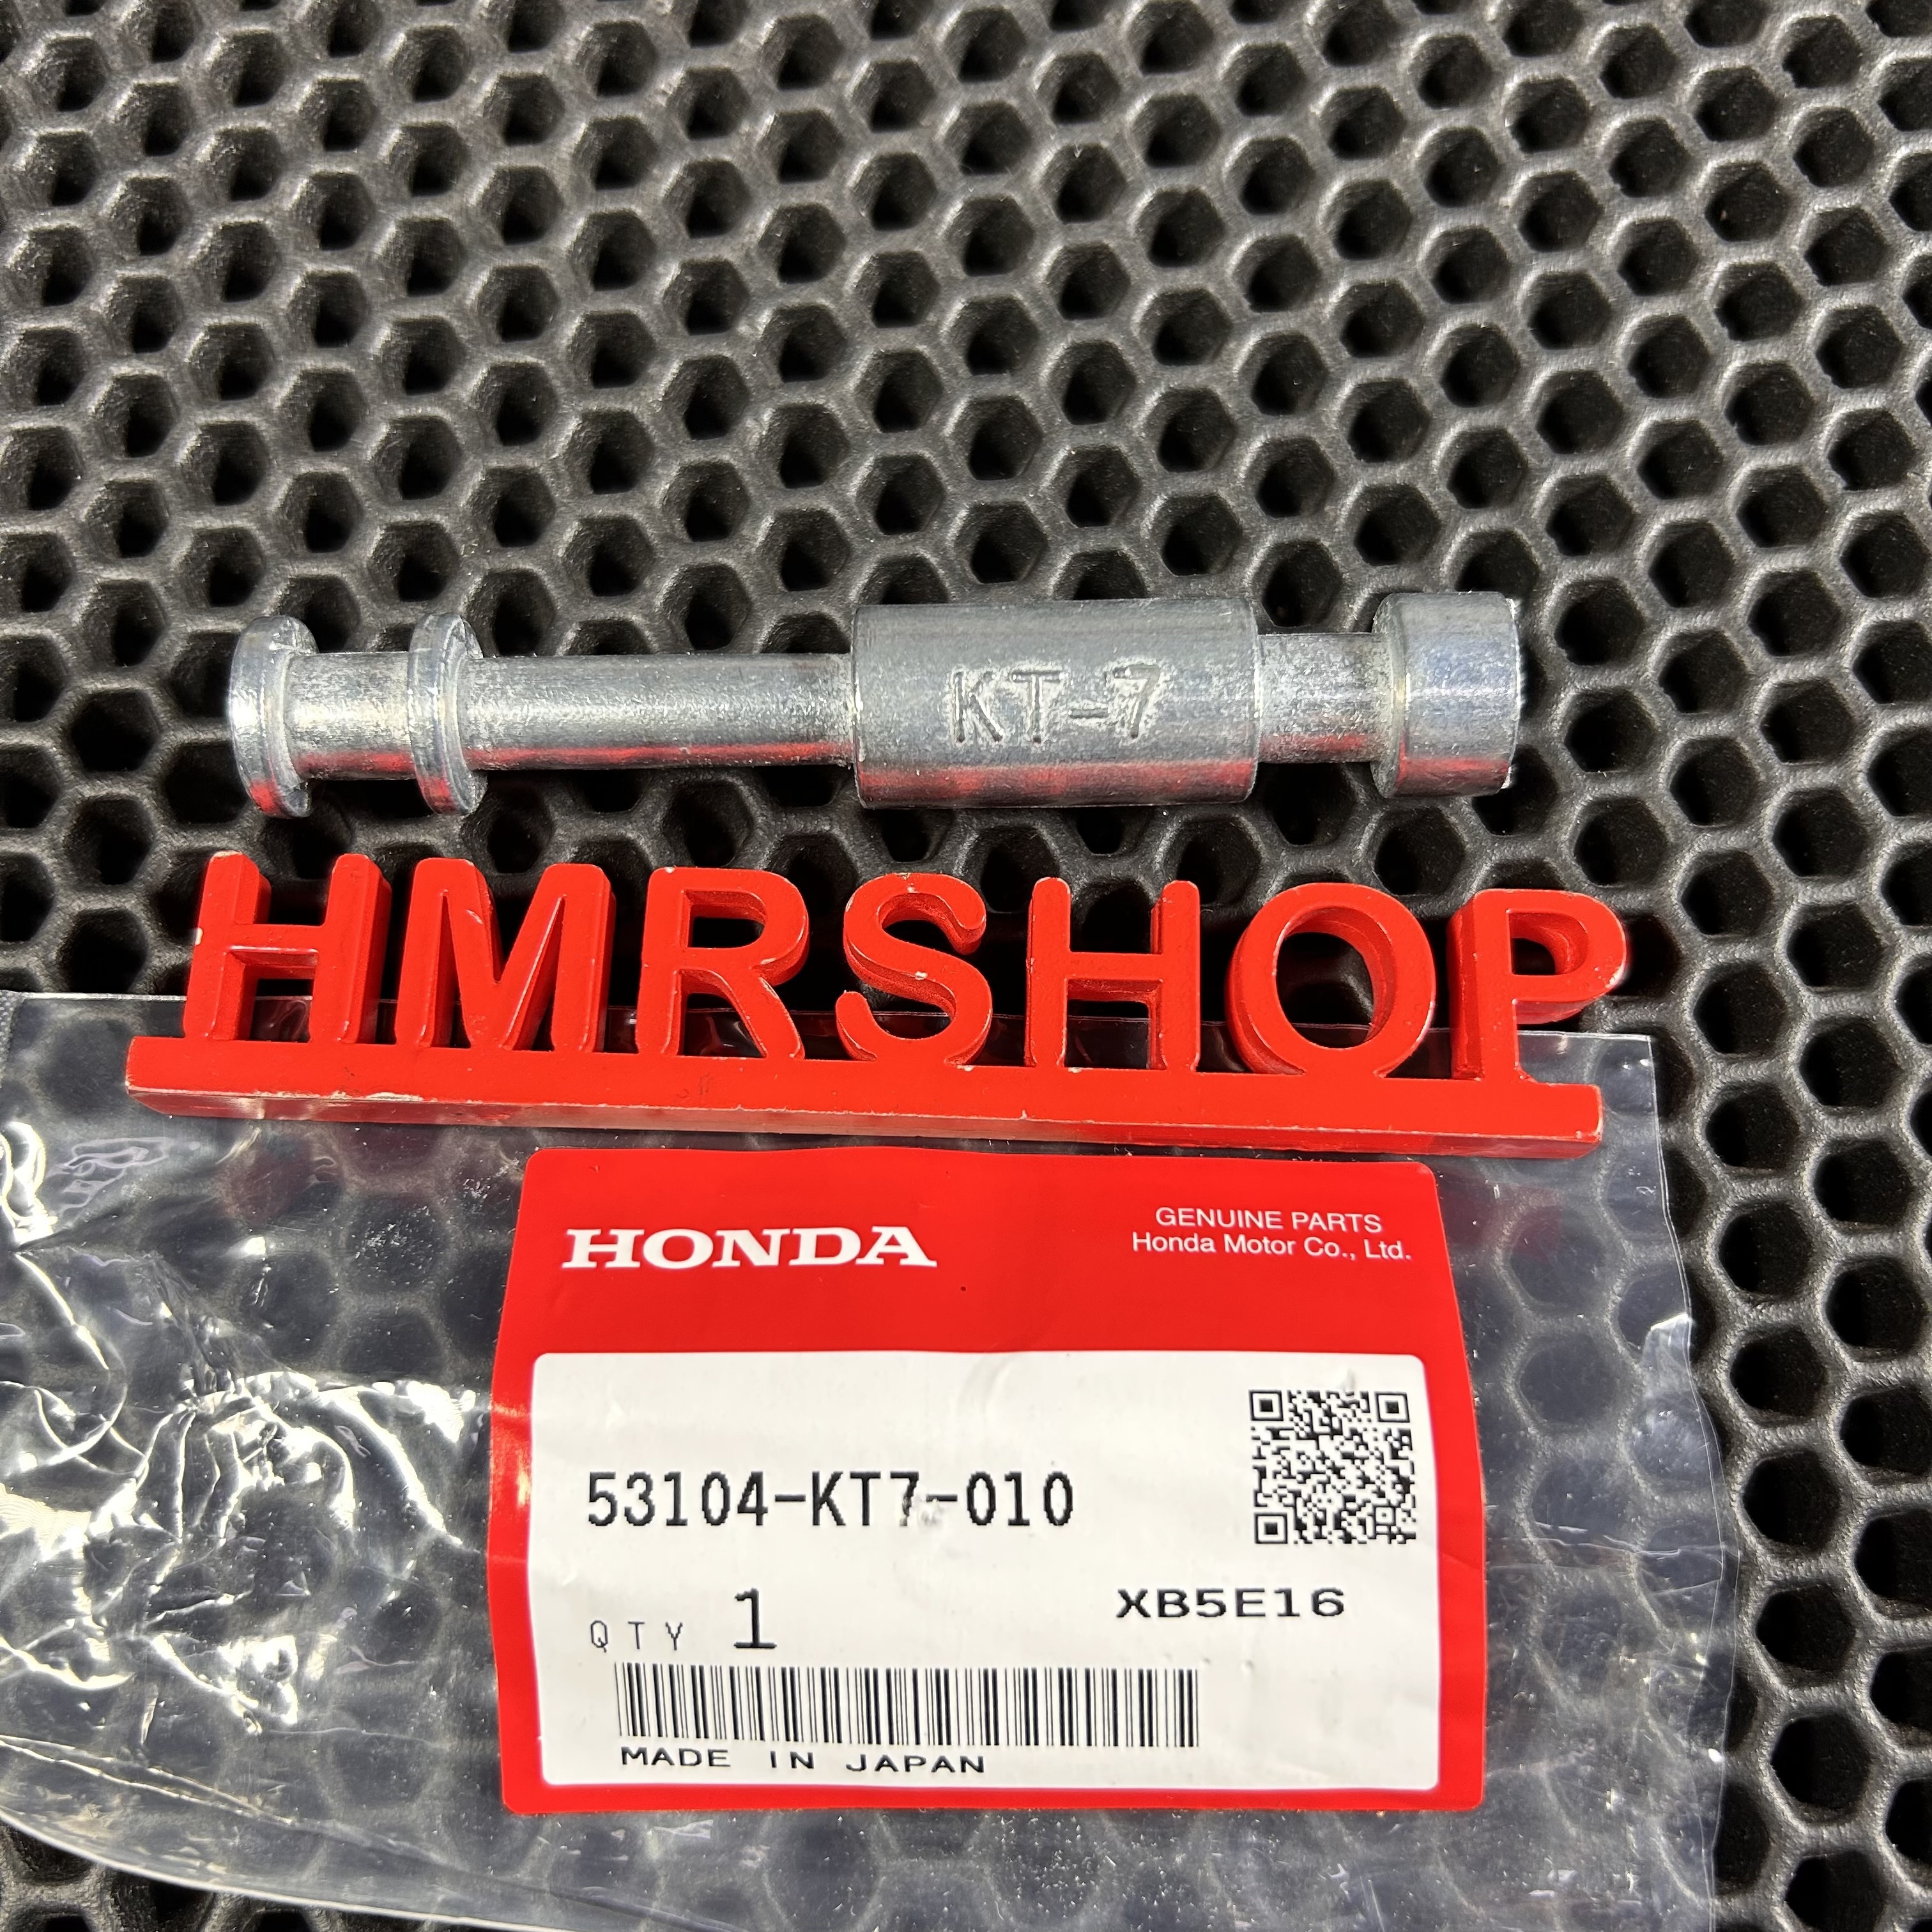 KT-7
HMRSHOP
HONDA
GENUINE PARTS
Honda Motor Co., Ltd.
53104-KT7-010
QTY 1
XB5E16
MADE IN JAPAN